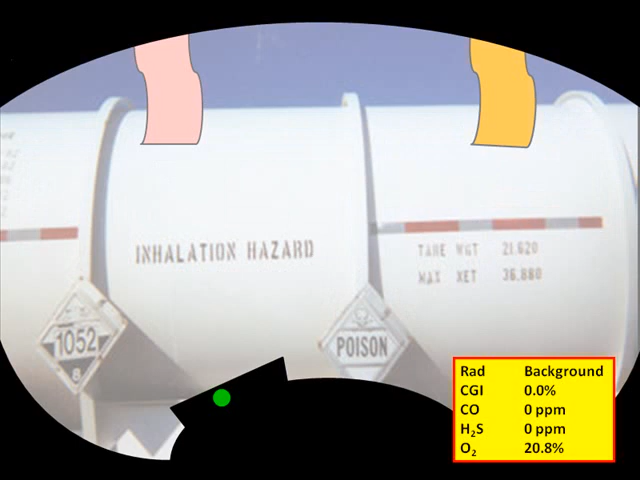 INHALATION HAZARD
TARE WGT 21.620
MAX XET 36.880
1052
8
POISON
Rad Background
CGI 0.0%
CO 0 ppm
H₂S 0 ppm
O₂ 20.8%